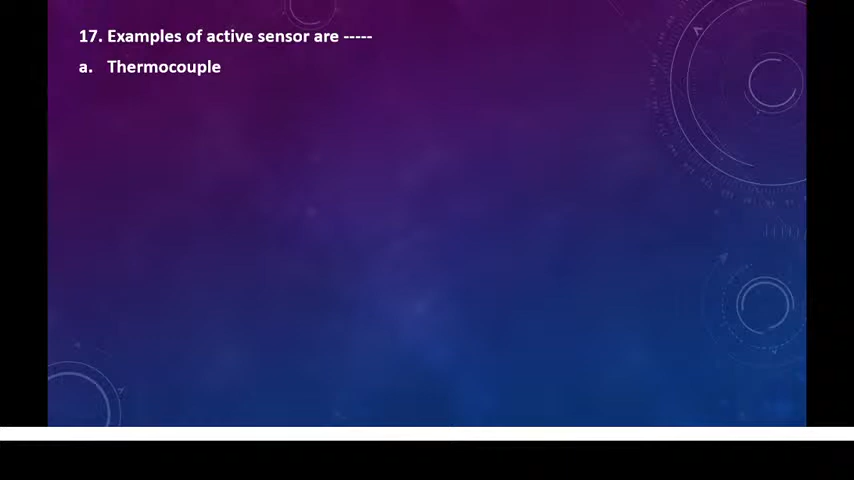 17. Examples of active sensor are -----
a. Thermocouple